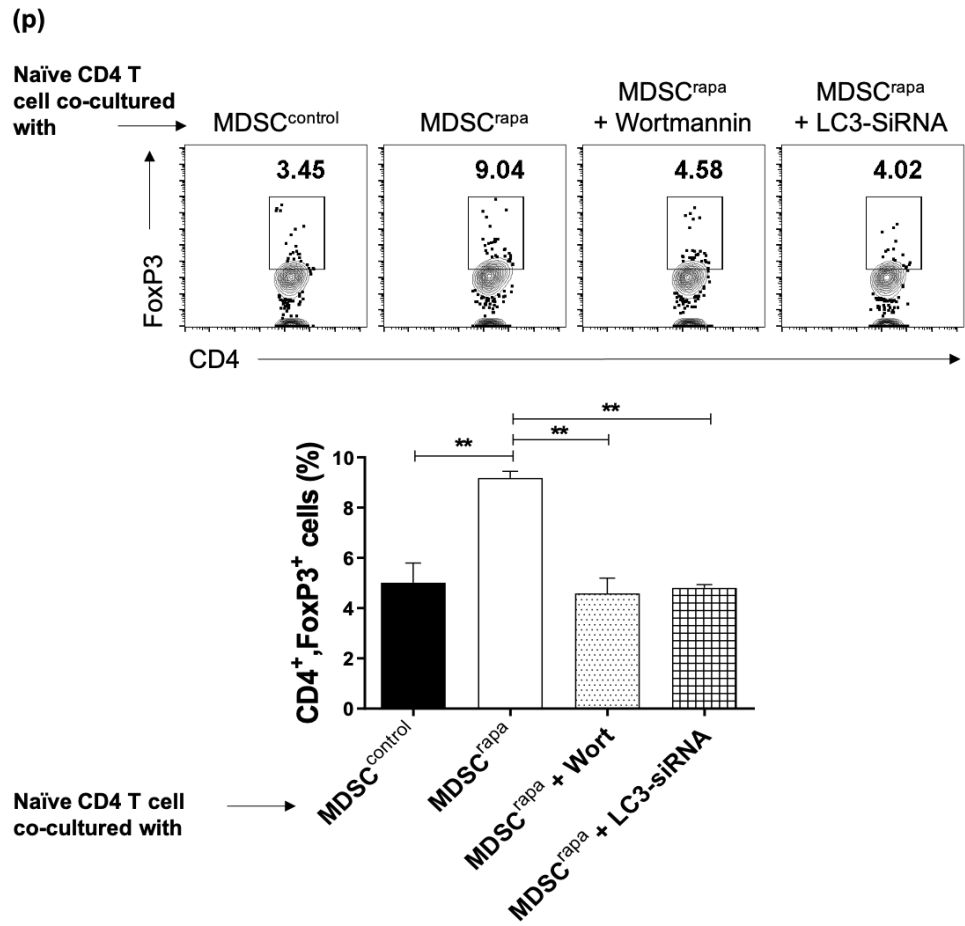 (p)
Naïve CD4 T
cell co-cultured
with
MDSCcontrol
MDSCrapa
MDSCrapa
+ Wortmannin
MDSCrapa
+ LC3-SiRNA
3.45
9.04
4.58
4.02
FoxP3
CD4
**
**
**
CD4+,FoxP3+ cells (%)
10
8
6
4
2
0
MDSCcontrol
MDSCrapa
MDSCrapa + Wort
MDSCrapa + LC3-siRNA
Naïve CD4 T cell
co-cultured with